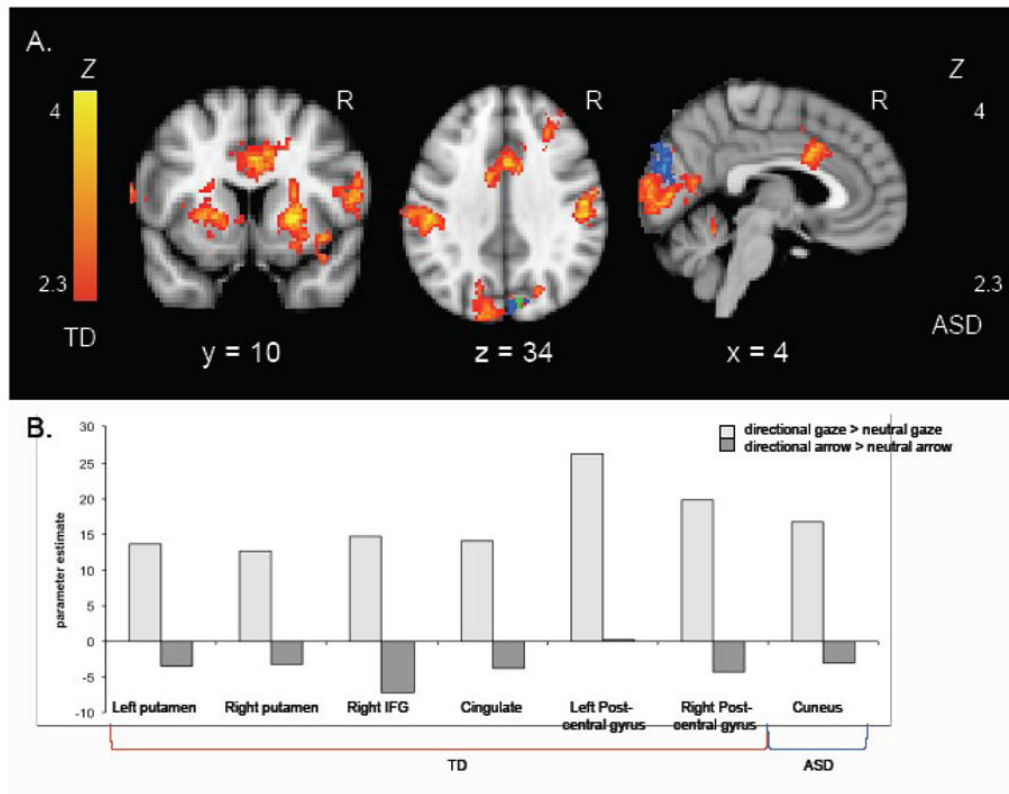 A.
Z
4
2.3
TD
R
y = 10
R
z = 34
R
x = 4
Z
4
2.3
ASD
B.
directional gaze > neutral gaze
directional arrow > neutral arrow
parameter estimate
30
25
20
15
10
5
0
-5
-10
Left putamen
Right putamen
Right IFG
Cingulate
Left Post-
central gyrus
Right Post-
central gyrus
Cuneus
TD
ASD